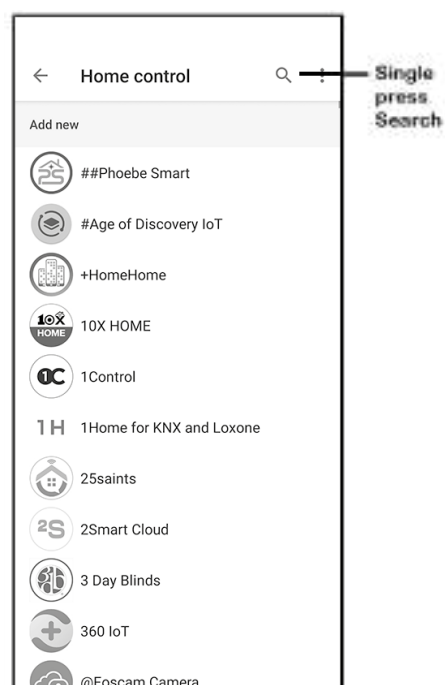 Home control
Single
press
Search
Add new
##Phoebe Smart
#Age of Discovery IoT
+HomeHome
10X
HOME
10X HOME
1C
1Control
1H
1Home for KNX and Loxone
25saints
2S
2Smart Cloud
3 Day Blinds
360 IoT
@Foscam Camera